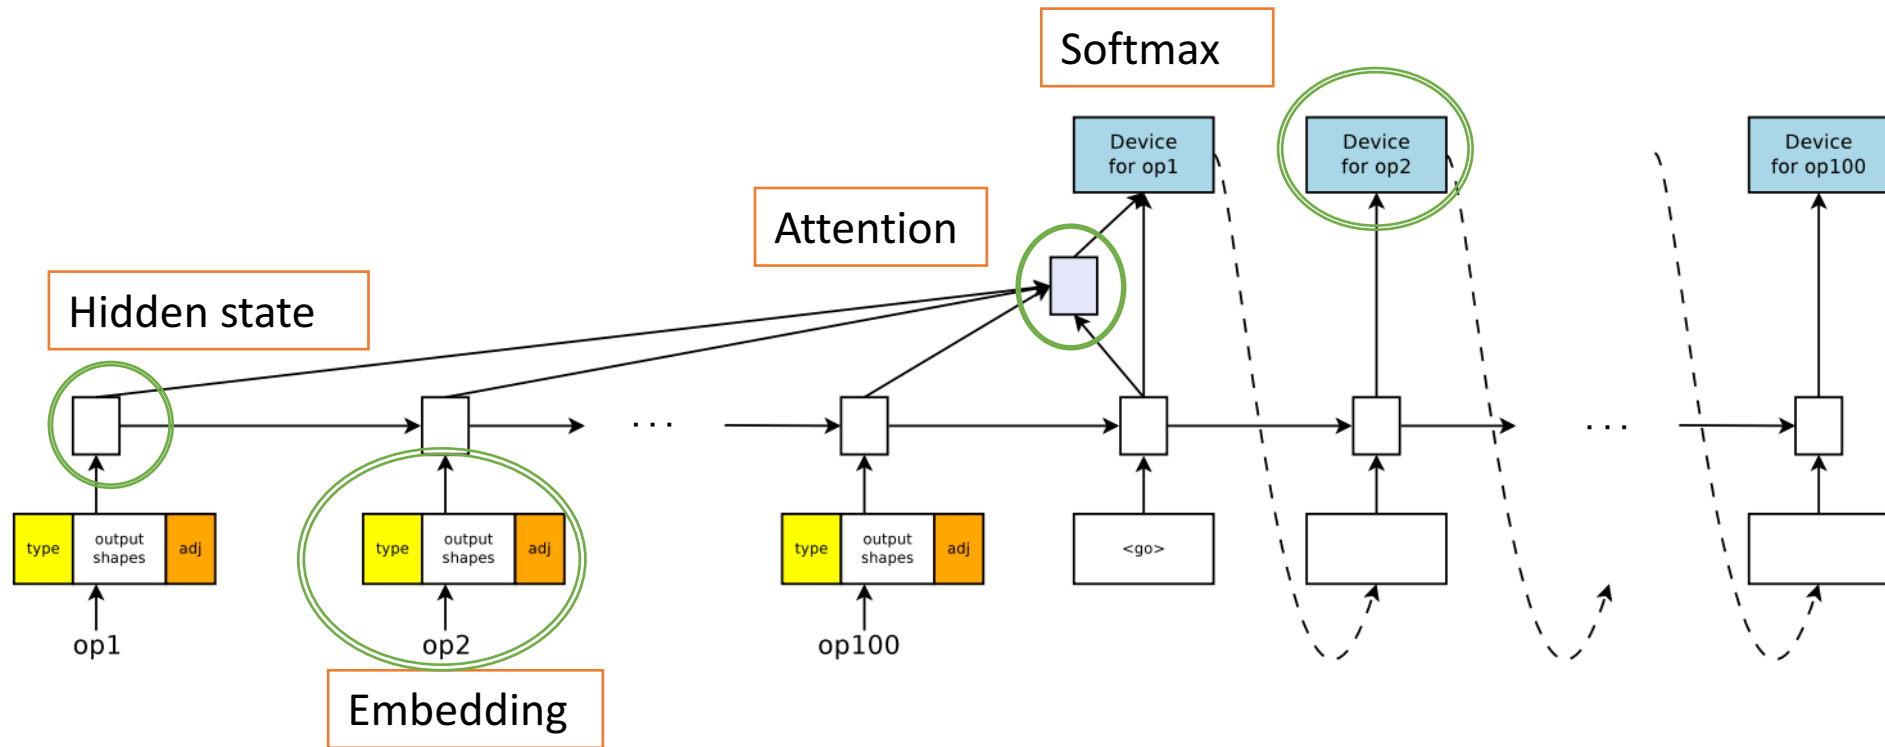 Softmax
Device
for op1
Device
for op2
Device
for op100
Attention
Hidden state
. . .
. . .
type
output
shapes
adj
type
output
shapes
adj
type
output
shapes
adj
<go>
op1
op2
op100
Embedding